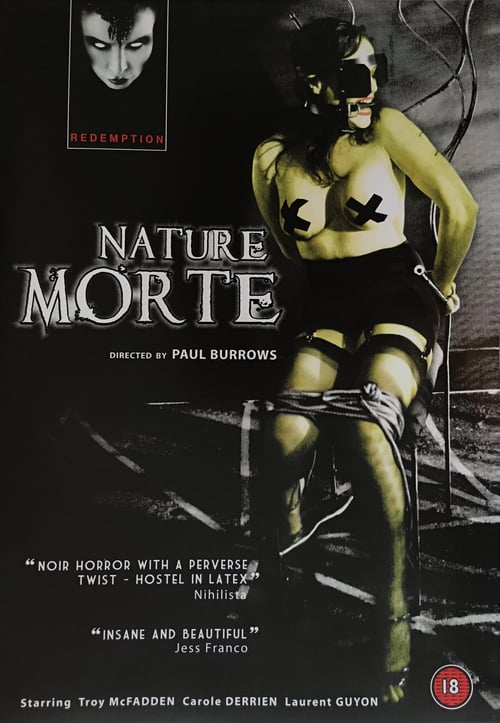 REDEMPTION
NATURE
MORTE
DIRECTED BY PAUL BURROWS
"NOIR HORROR WITH A PERVERSE
TWIST - HOSTEL IN LATEX"
Nihilista
"INSANE AND BEAUTIFUL"
Jess Franco
18
Starring Troy McFADDEN Carole DERRIEN Laurent GUYON